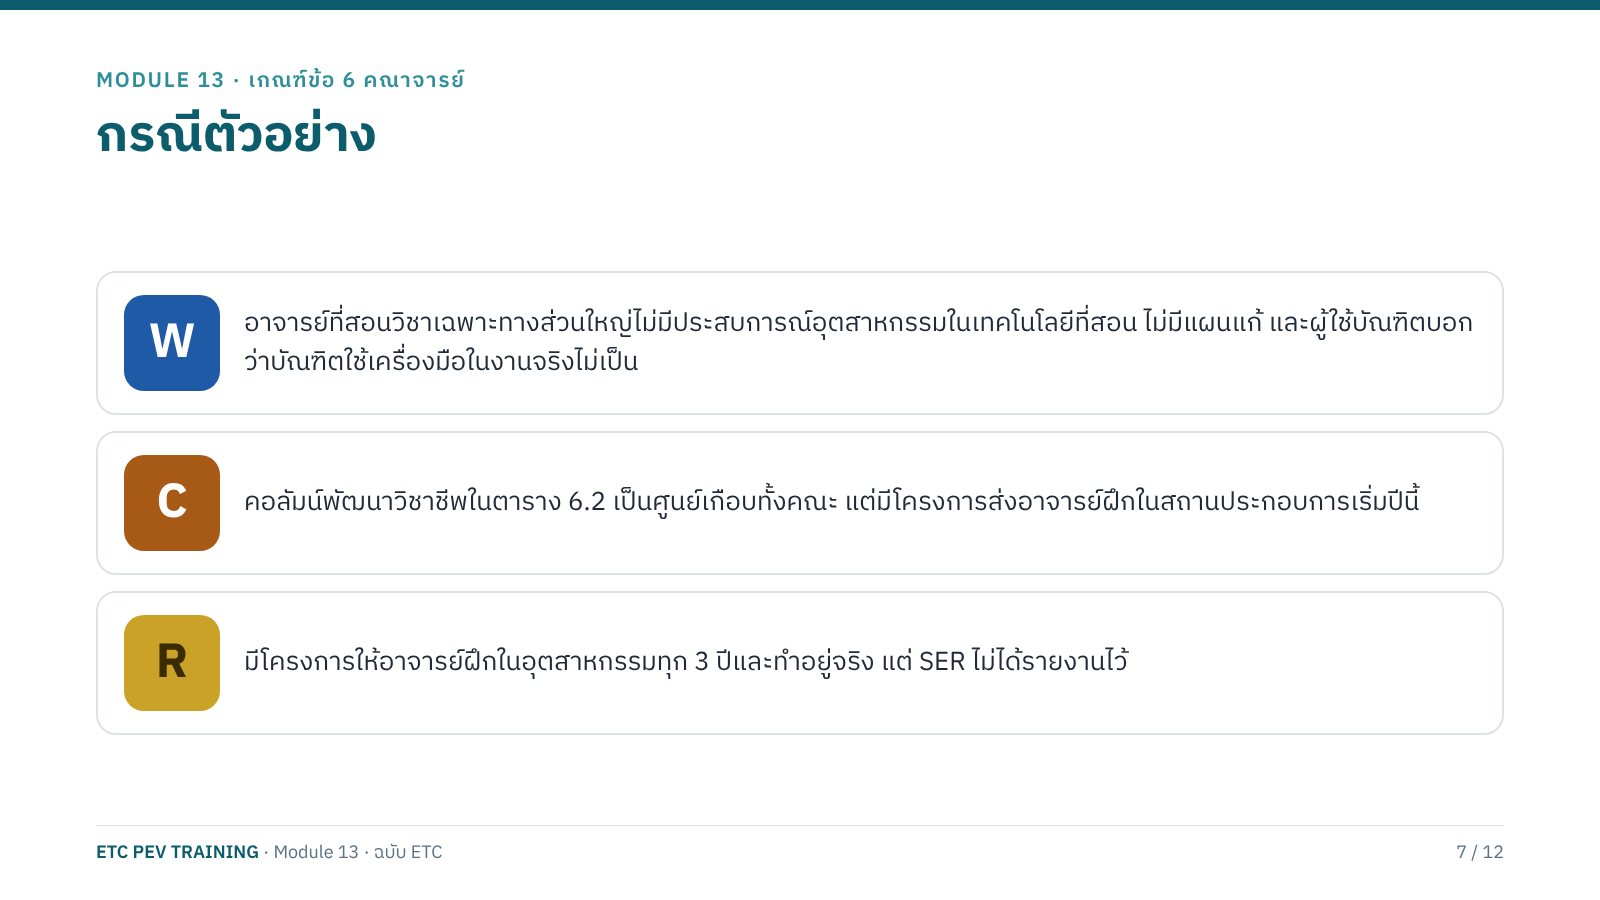 MODULE 13 · เกณฑ์ข้อ 6 คณาจารย์
กรณีตัวอย่าง
W
อาจารย์ที่สอนวิชาเฉพาะทางส่วนใหญ่ไม่มีประสบการณ์อุตสาหกรรมในเทคโนโลยีที่สอน ไม่มีแผนแก้ และผู้ใช้บัณฑิตบอก
ว่าบัณฑิตใช้เครื่องมือในงานจริงไม่เป็น
C
คอลัมน์พัฒนาวิชาชีพในตาราง 6.2 เป็นศูนย์เกือบทั้งคณะ แต่มีโครงการส่งอาจารย์ฝึกในสถานประกอบการเริ่มปีนี้
R
มีโครงการให้อาจารย์ฝึกในอุตสาหกรรมทุก 3 ปีและทำอยู่จริง แต่ SER ไม่ได้รายงานไว้
ETC PEV TRAINING · Module 13 · ฉบับ ETC
7 / 12